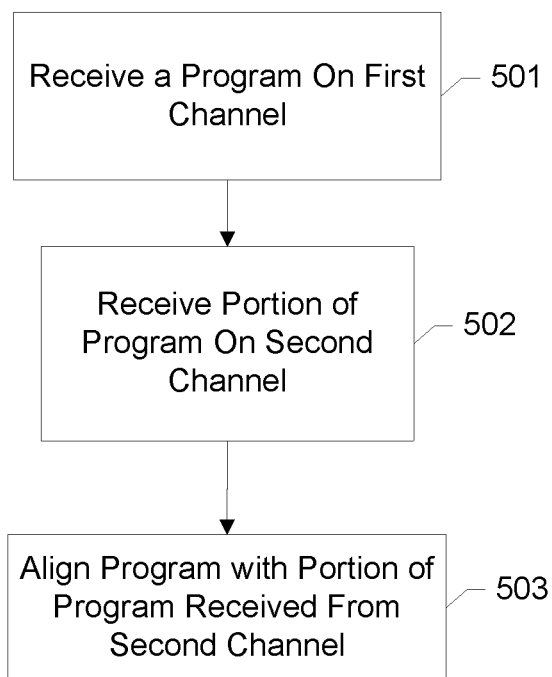 Receive a Program On First
Channel
501
Receive Portion of
Program On Second
Channel
502
Align Program with Portion of
Program Received From
Second Channel
503